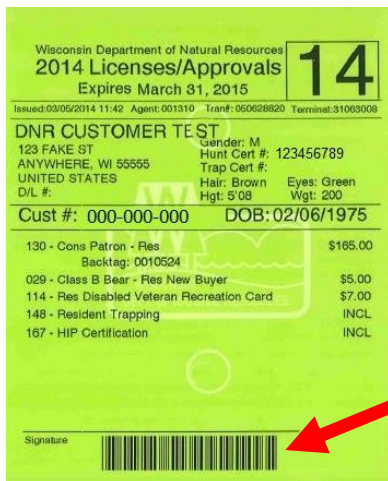 Wisconsin Department of Natural Resources
2014 Licenses/Approvals
Expires March 31, 2015
14
Issued:03/05/2014 11:42 Agent:001310 Tran#:050628820 Terminal:31063008
DNR CUSTOMER TEST
123 FAKE ST Gender: M
ANYWHERE, WI 55555 Hunt Cert #: 123456789
UNITED STATES Trap Cert #:
D/L #: Hair: Brown Eyes: Green
Hgt: 5'08 Wgt: 200
Cust #: 000-000-000 DOB: 02/06/1975
130 - Cons Patron - Res $165.00
Backtag: 0010524
029 - Class B Bear - Res New Buyer $5.00
114 - Res Disabled Veteran Recreation Card $7.00
148 - Resident Trapping INCL
167 - HIP Certification INCL
Signature